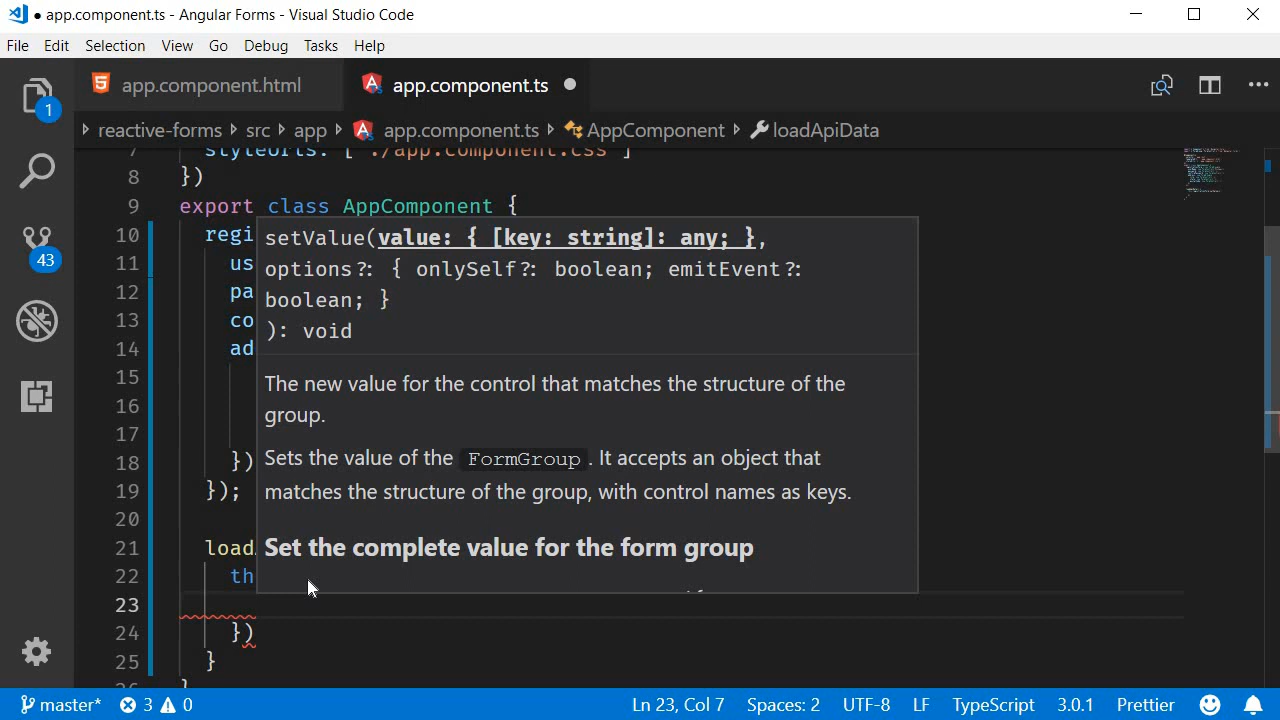 ● app.component.ts - Angular Forms - Visual Studio Code
File Edit Selection View Go Debug Tasks Help
app.component.html app.component.ts
reactive-forms src app app.component.ts AppComponent loadApiData
1
43
7 styleUrls: ['./app.component.css']
8 })
9 export class AppComponent {
10 regi
11 us
12 pa
13 co
14 ad
15
16
17
18 })
19 });
20
21 load
22 th
23
24 })
25 }
26 }
setValue(value: { [key: string]: any; },
options?: { onlySelf?: boolean; emitEvent?:
boolean; }
): void
The new value for the control that matches the structure of the
group.
Sets the value of the FormGroup . It accepts an object that
matches the structure of the group, with control names as keys.
Set the complete value for the form group
master* 3 0 Ln 23, Col 7 Spaces: 2 UTF-8 LF TypeScript 3.0.1 Prettier